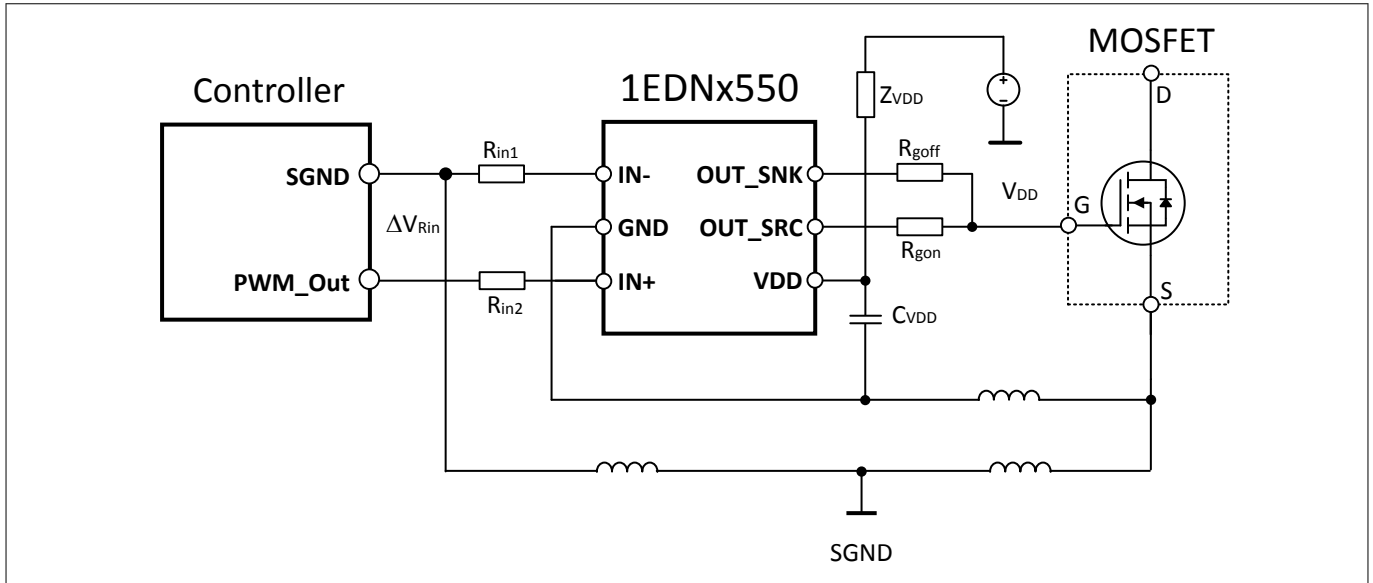 MOSFET
Controller
1EDNx550
D
ZVDD
+
−
Rin1
Rgoff
SGND
IN-
OUT_SNK
VDD
G
ΔVRin
GND
OUT_SRC
Rgon
PWM_Out
IN+
VDD
Rin2
S
CVDD
SGND